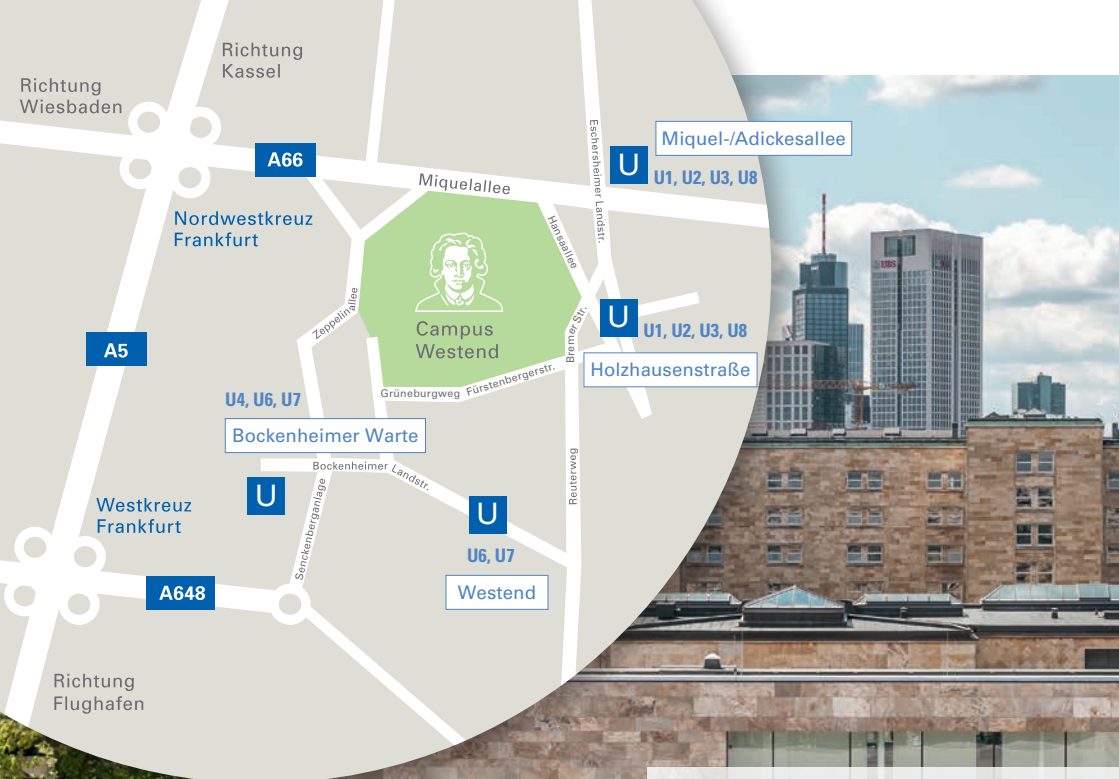 Richtung
Kassel
Richtung
Wiesbaden
A66
Miquelallee
Eschersheimer Landstr.
U
Miquel-/Adickesallee
U1, U2, U3, U8
Nordwestkreuz
Frankfurt
Hansaallee
UBS
Zeppelinallee
Campus
Westend
Bremer Str.
U
U1, U2, U3, U8
Holzhausenstraße
A5
Grüneburgweg
Fürstenbergerstr.
U4, U6, U7
Bockenheimer Warte
Bockenheimer Landstr.
U
Reuterweg
Senckenberganlage
U
U6, U7
Westend
Westkreuz
Frankfurt
A648
Richtung
Flughafen